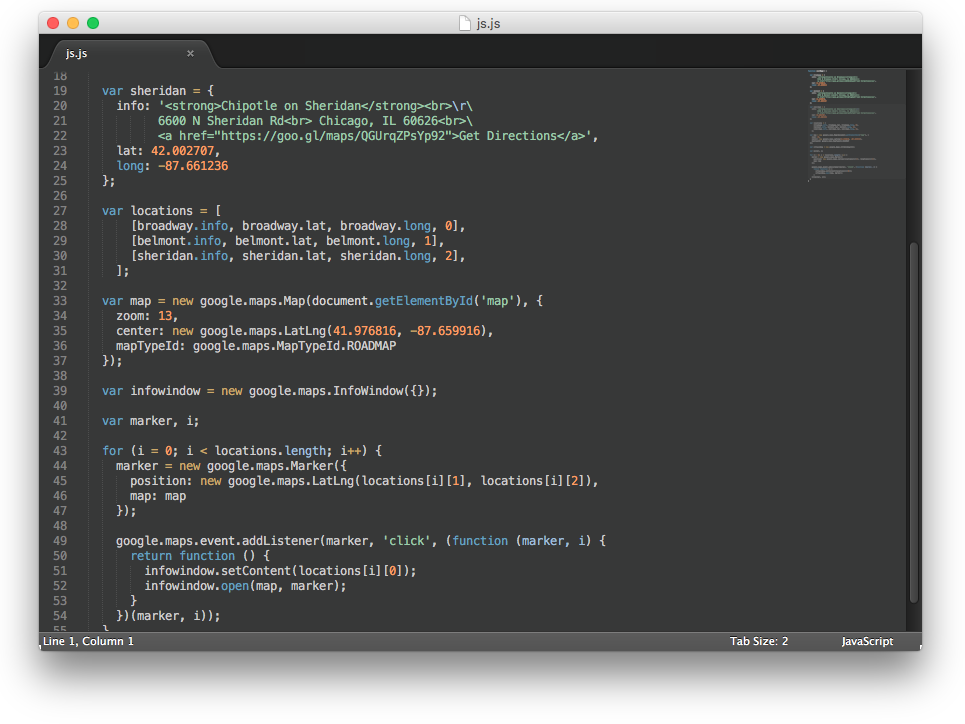 js.js
js.js ×
18
19 var sheridan = {
20 info: '<strong>Chipotle on Sheridan</strong><br>\r\
21 6600 N Sheridan Rd<br> Chicago, IL 60626<br>\
22 <a href="https://goo.gl/maps/QGUrqZPsYp92">Get Directions</a>',
23 lat: 42.002707,
24 long: -87.661236
25 };
26
27 var locations = [
28 [broadway.info, broadway.lat, broadway.long, 0],
29 [belmont.info, belmont.lat, belmont.long, 1],
30 [sheridan.info, sheridan.lat, sheridan.long, 2],
31 ];
32
33 var map = new google.maps.Map(document.getElementById('map'), {
34 zoom: 13,
35 center: new google.maps.LatLng(41.976816, -87.659916),
36 mapTypeId: google.maps.MapTypeId.ROADMAP
37 });
38
39 var infowindow = new google.maps.InfoWindow({});
40
41 var marker, i;
42
43 for (i = 0; i < locations.length; i++) {
44 marker = new google.maps.Marker({
45 position: new google.maps.LatLng(locations[i][1], locations[i][2]),
46 map: map
47 });
48
49 google.maps.event.addListener(marker, 'click', (function (marker, i) {
50 return function () {
51 infowindow.setContent(locations[i][0]);
52 infowindow.open(map, marker);
53 }
54 })(marker, i));
55 }
Line 1, Column 1 Tab Size: 2 JavaScript